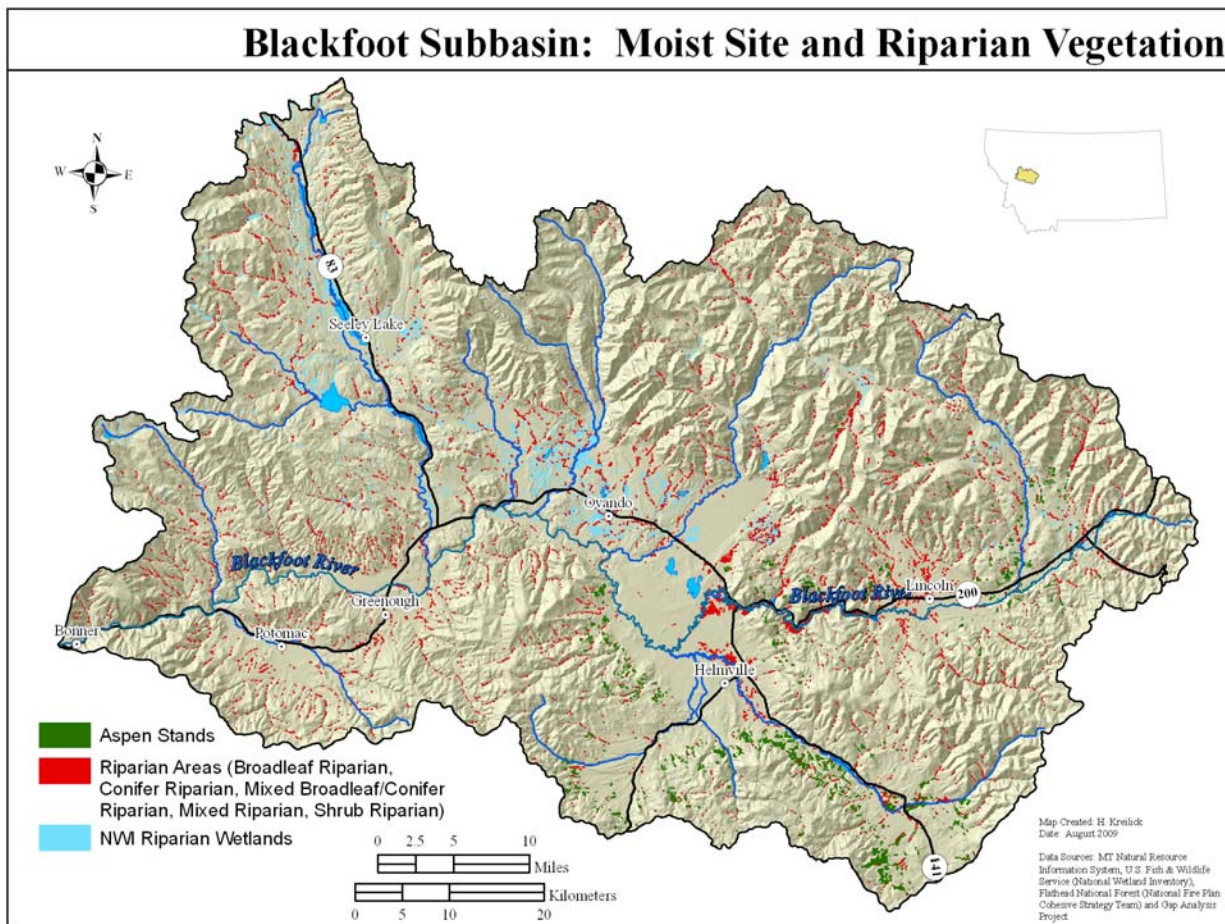 Blackfoot Subbasin: Moist Site and Riparian Vegetation
N
W E
S
83
Seeley Lake
Ovando
Blackfoot River
Blackfoot River
Lincoln
200
Greenough
Bonner
Potomac
Helmville
141
Aspen Stands
Riparian Areas (Broadleaf Riparian,
Conifer Riparian, Mixed Broadleaf/Conifer
Riparian, Mixed Riparian, Shrub Riparian)
NWI Riparian Wetlands
0 2.5 5 10
Miles
Kilometers
0 5 10 20
Map Created: H. Kreilick
Date: August 2009
Data Sources: MT Natural Resource
Information System, U.S. Fish & Wildlife
Service (National Wetland Inventory),
Flathead National Forest (National Fire Plan
Cohesive Strategy Team) and Gap Analysis
Project